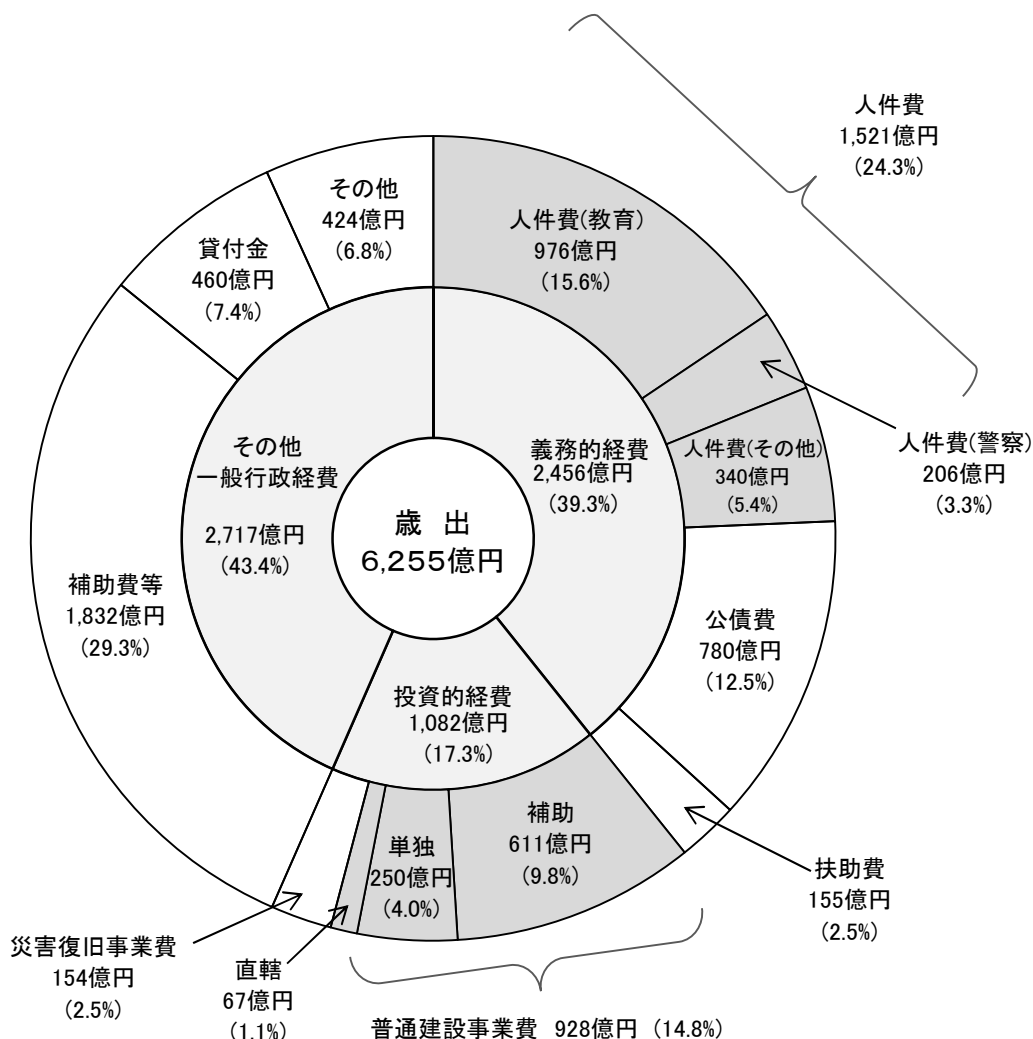 人件費
1,521億円
(24.3%)
その他
424億円
(6.8%)
人件費(教育)
976億円
(15.6%)
貸付金
460億円
(7.4%)
人件費(警察)
206億円
(3.3%)
人件費(その他)
340億円
(5.4%)
その他
一般行政経費
2,717億円
(43.4%)
義務的経費
2,456億円
(39.3%)
歳 出
6,255億円
補助費等
1,832億円
(29.3%)
公債費
780億円
(12.5%)
投資的経費
1,082億円
(17.3%)
補助
611億円
(9.8%)
単独
250億円
(4.0%)
扶助費
155億円
(2.5%)
災害復旧事業費
154億円
(2.5%)
直轄
67億円
(1.1%)
普通建設事業費 928億円 (14.8%)